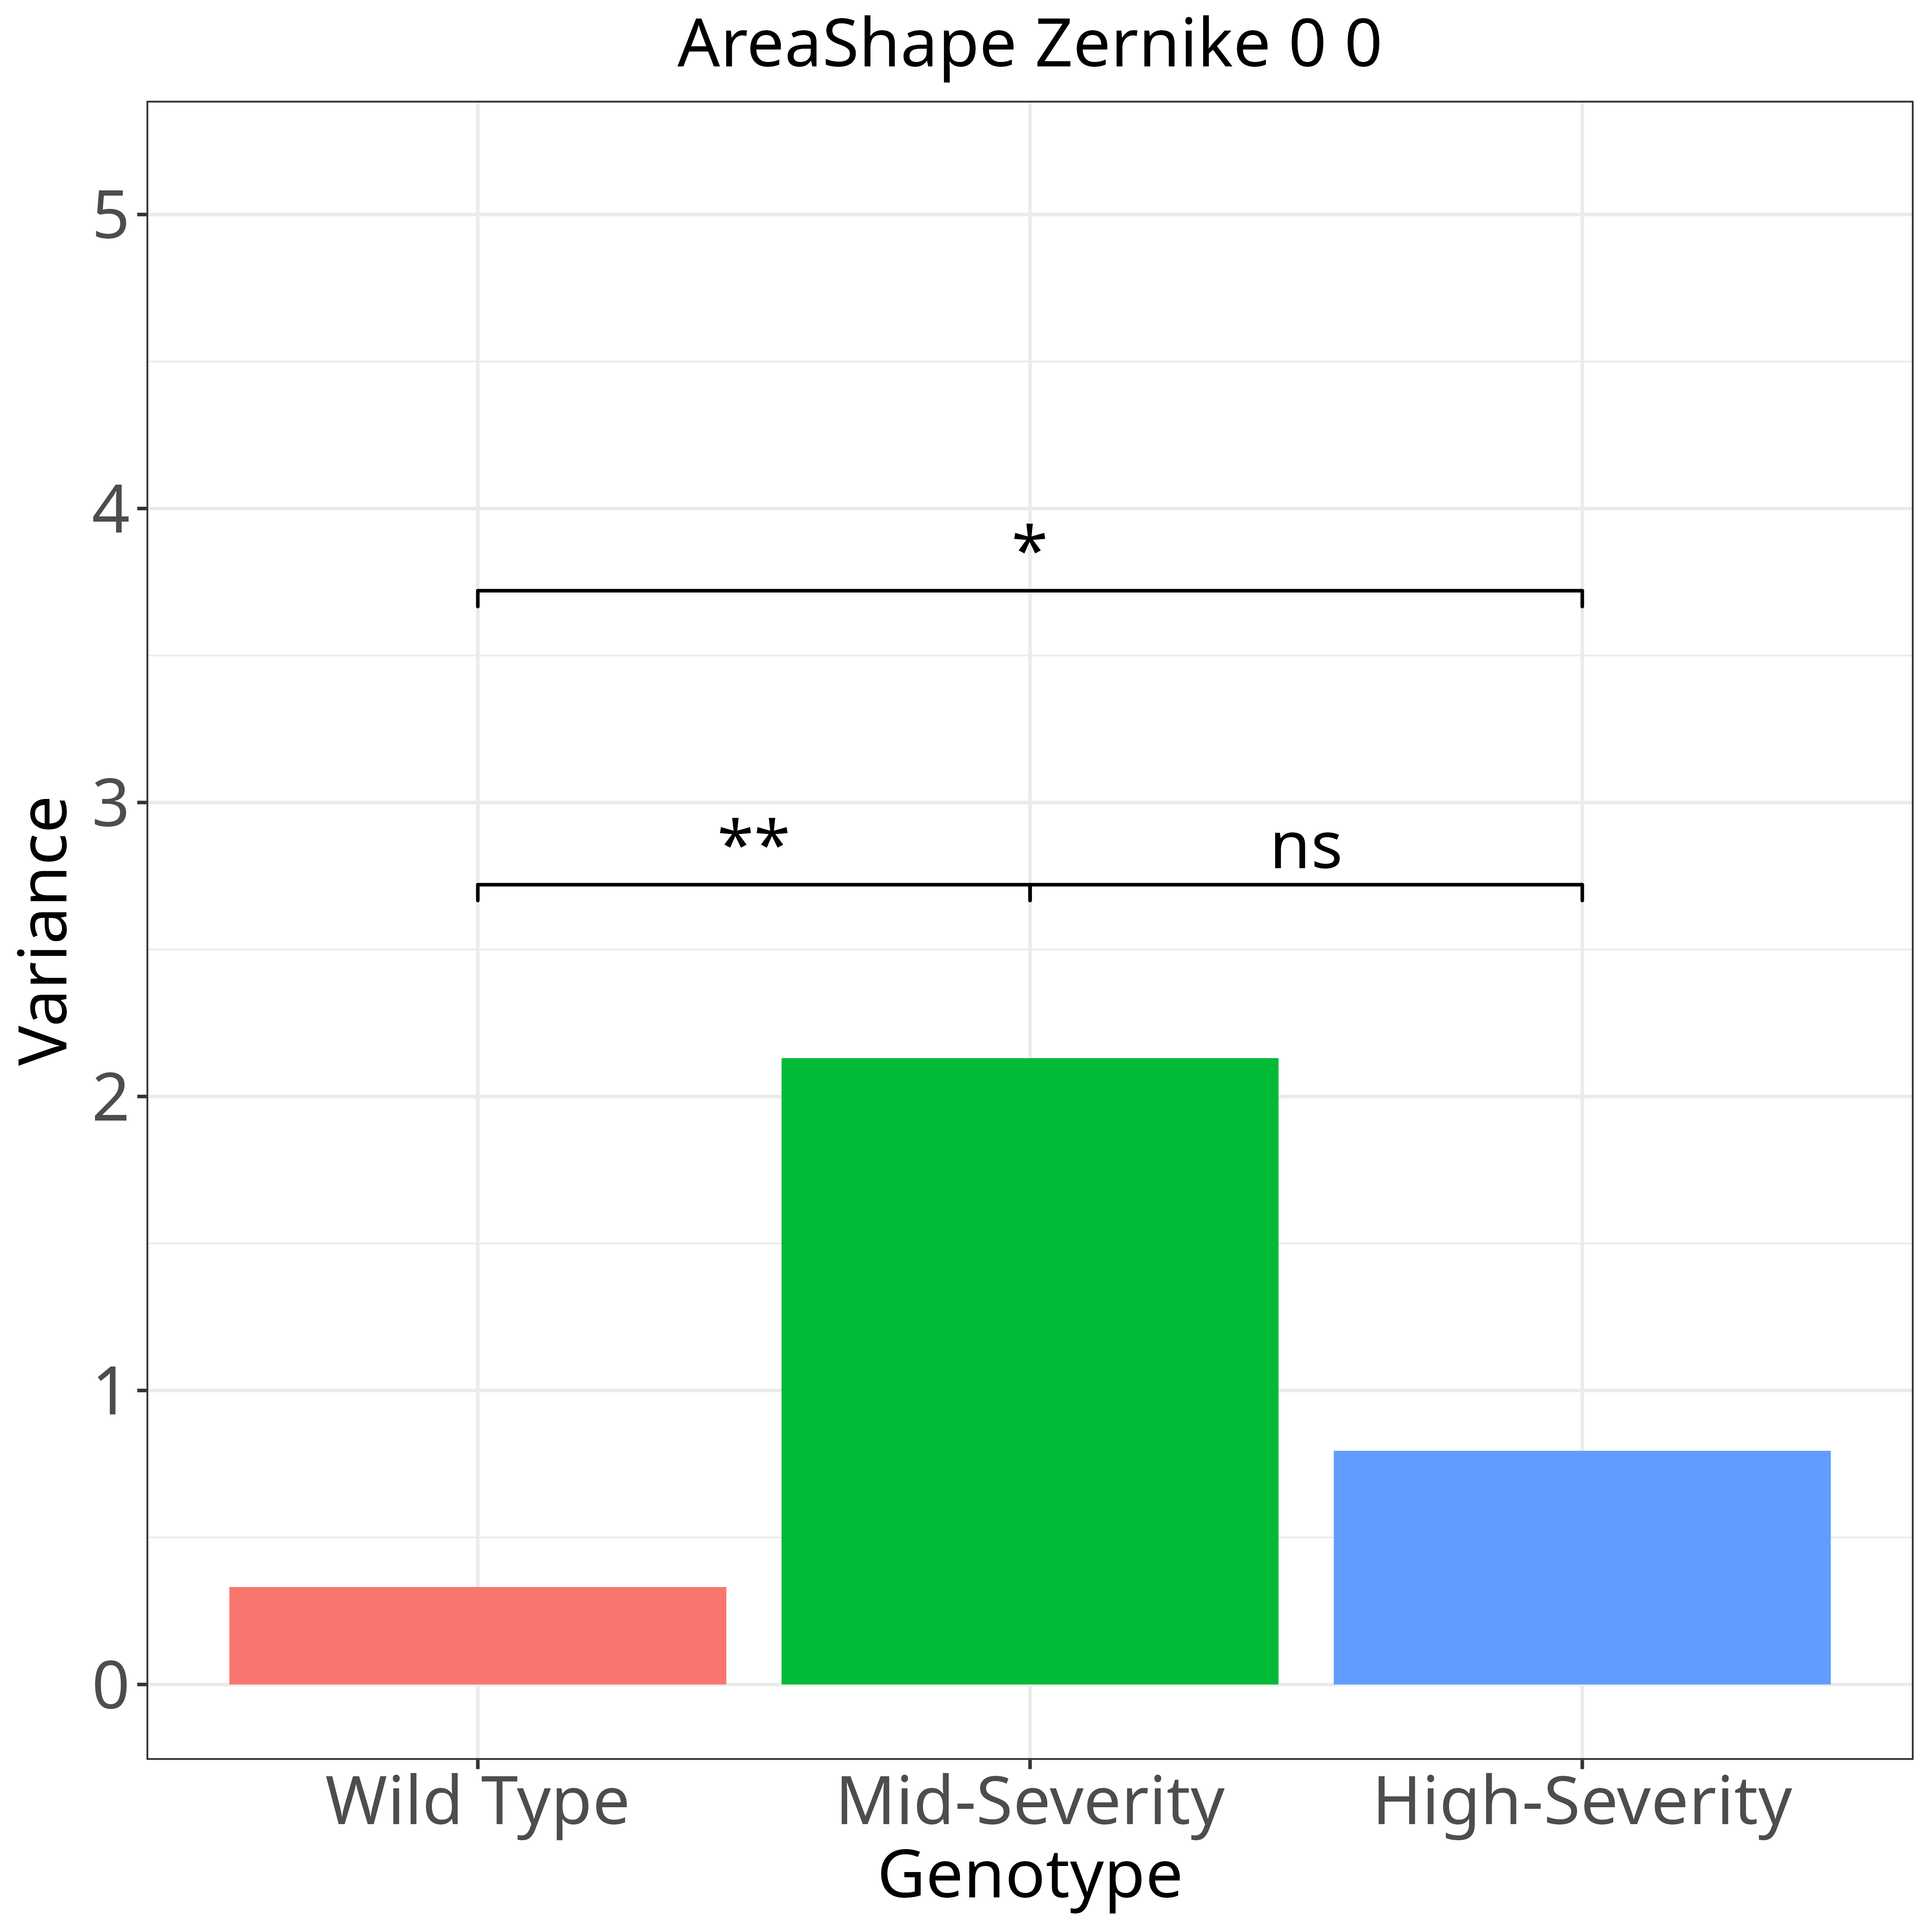 AreaShape Zernike 0 0
5
4
3
2
1
0
Variance
*
**
ns
Wild Type
Mid-Severity
High-Severity
Genotype